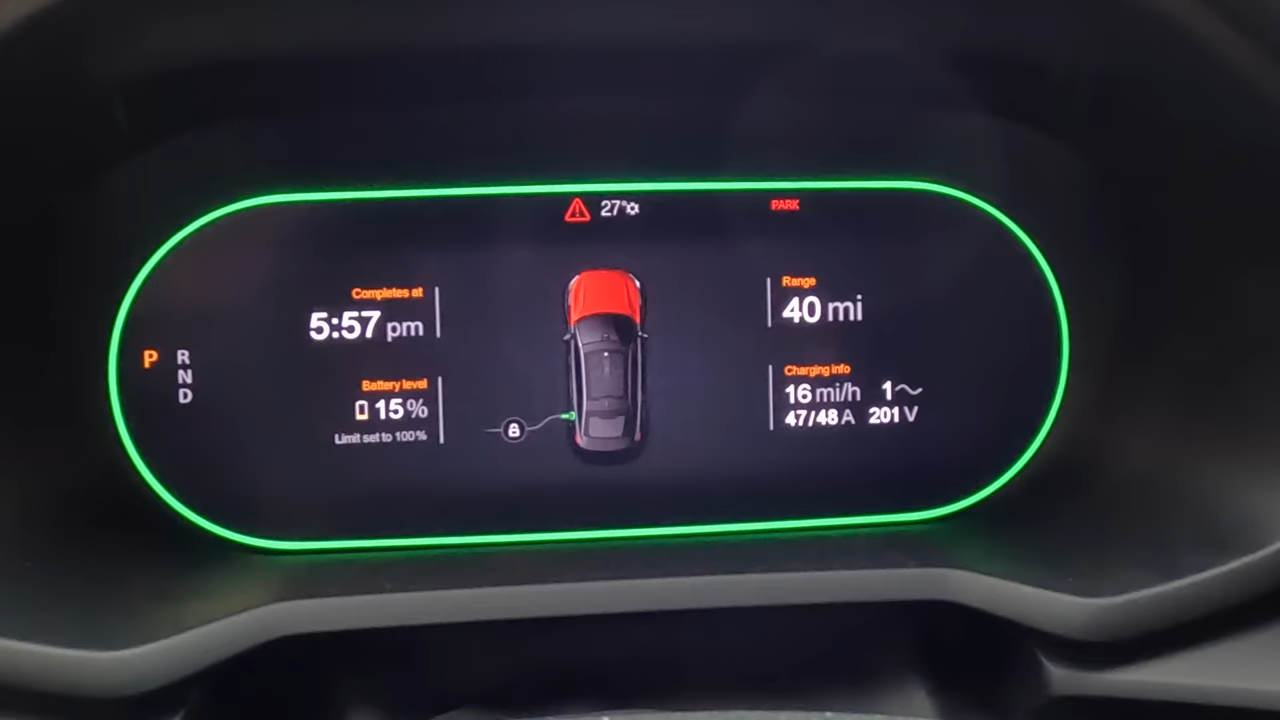 27°
PARK
Completes at
5:57 pm
Battery level
15%
Limit set to 100%
P
R
N
D
Range
40 mi
Charging info
16 mi/h 1~
47/48 A 201 V